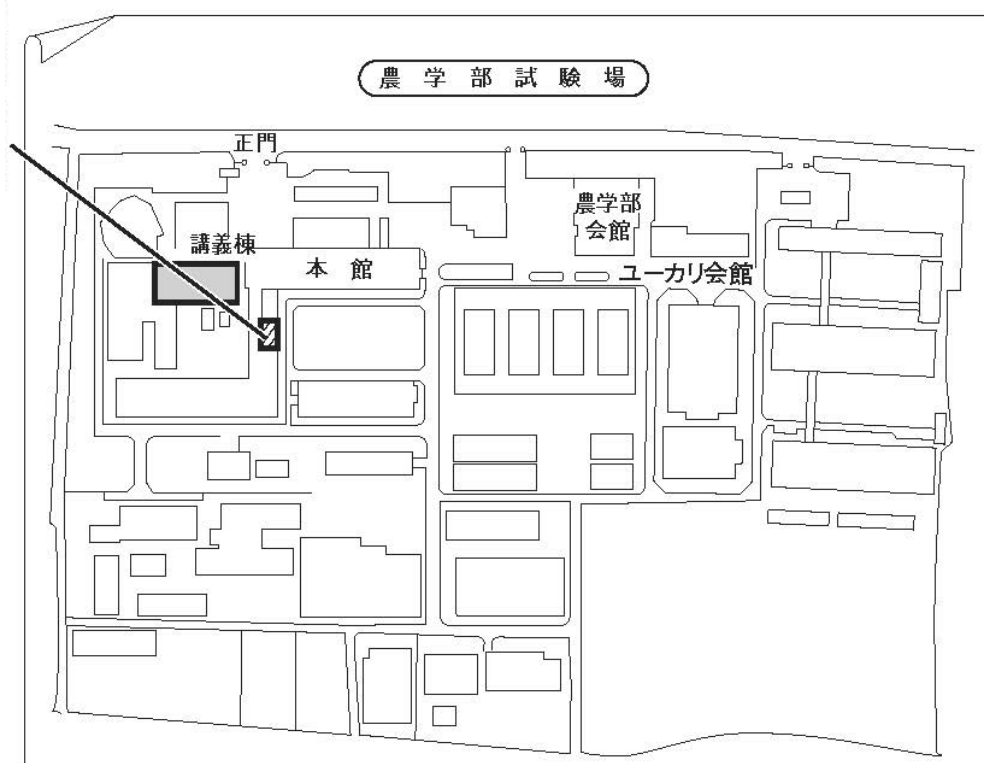 農学部試験場
正門
農学部
会館
講義棟
本館
ユーカリ会館